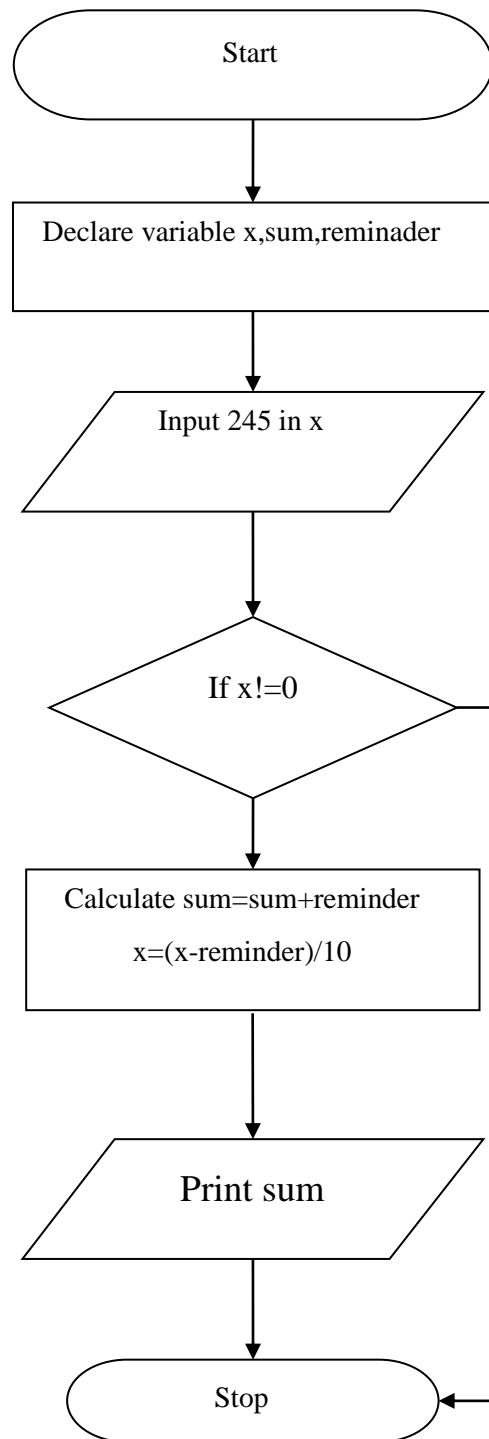 Start
Declare variable x,sum,reminader
Input 245 in x
If x!=0
Calculate sum=sum+reminder
x=(x-reminder)/10
Print sum
Stop